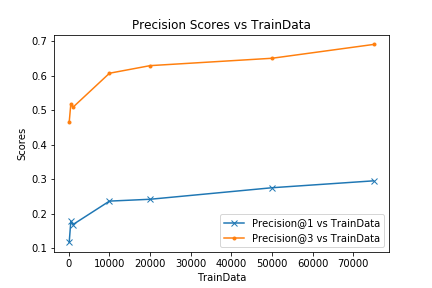 Precision Scores vs TrainData
Scores
0.7
0.6
0.5
0.4
0.3
0.2
0.1
0 10000 20000 30000 40000 50000 60000 70000
TrainData
Precision@1 vs TrainData
Precision@3 vs TrainData